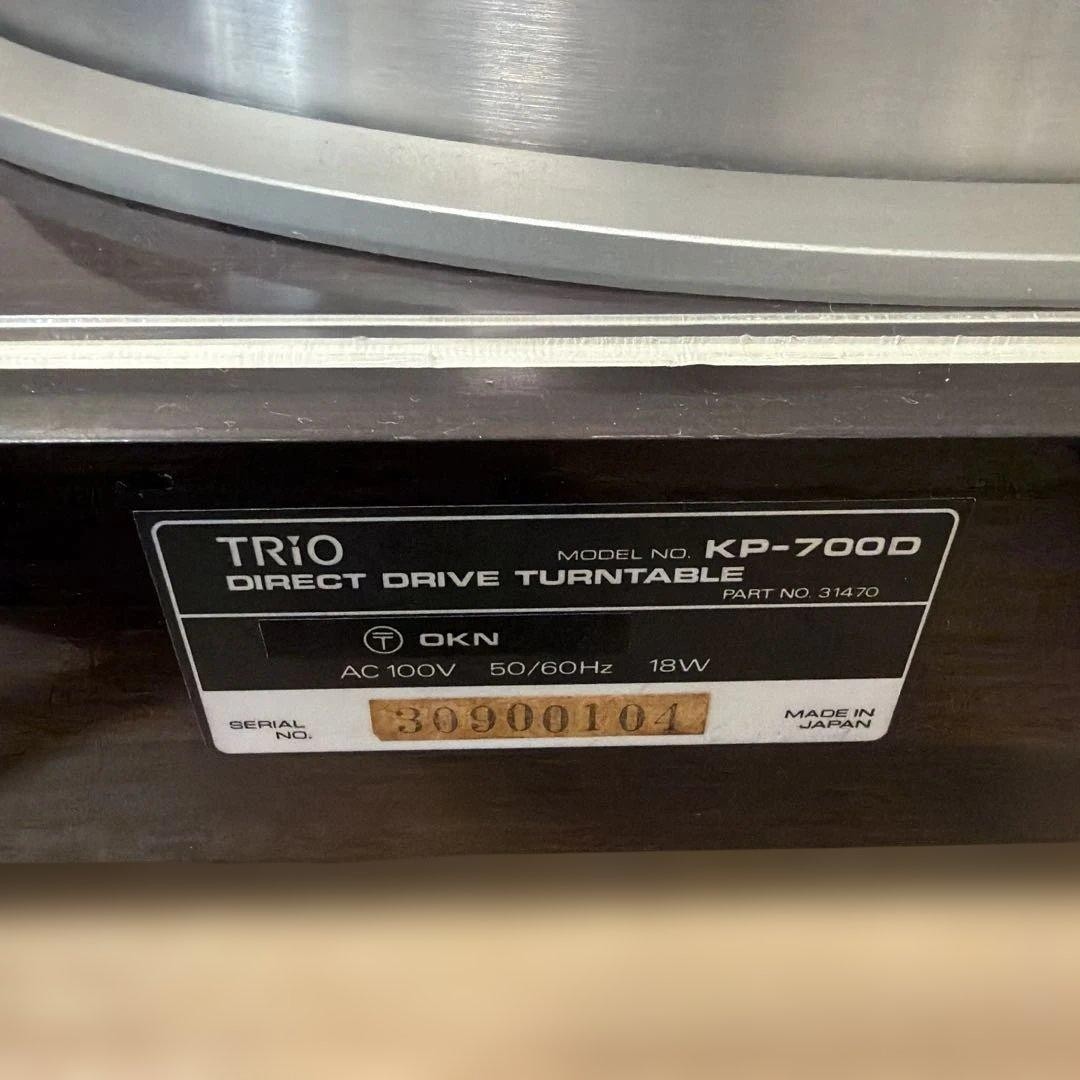 TRiO MODEL NO. KP-700D
DIRECT DRIVE TURNTABLE
PART NO. 31470
〒 OKN
AC 100V 50/60Hz 18W
SERIAL NO. 30900104
MADE IN JAPAN